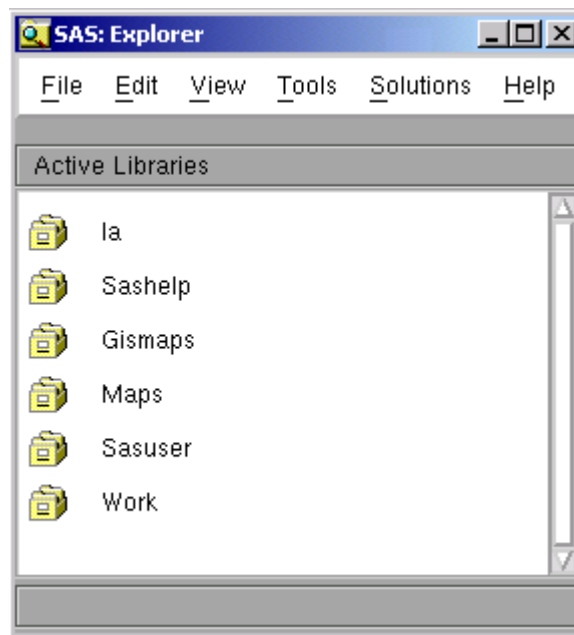 SAS: Explorer
File Edit View Tools Solutions Help
Active Libraries
Ia
Sashelp
Gismaps
Maps
Sasuser
Work